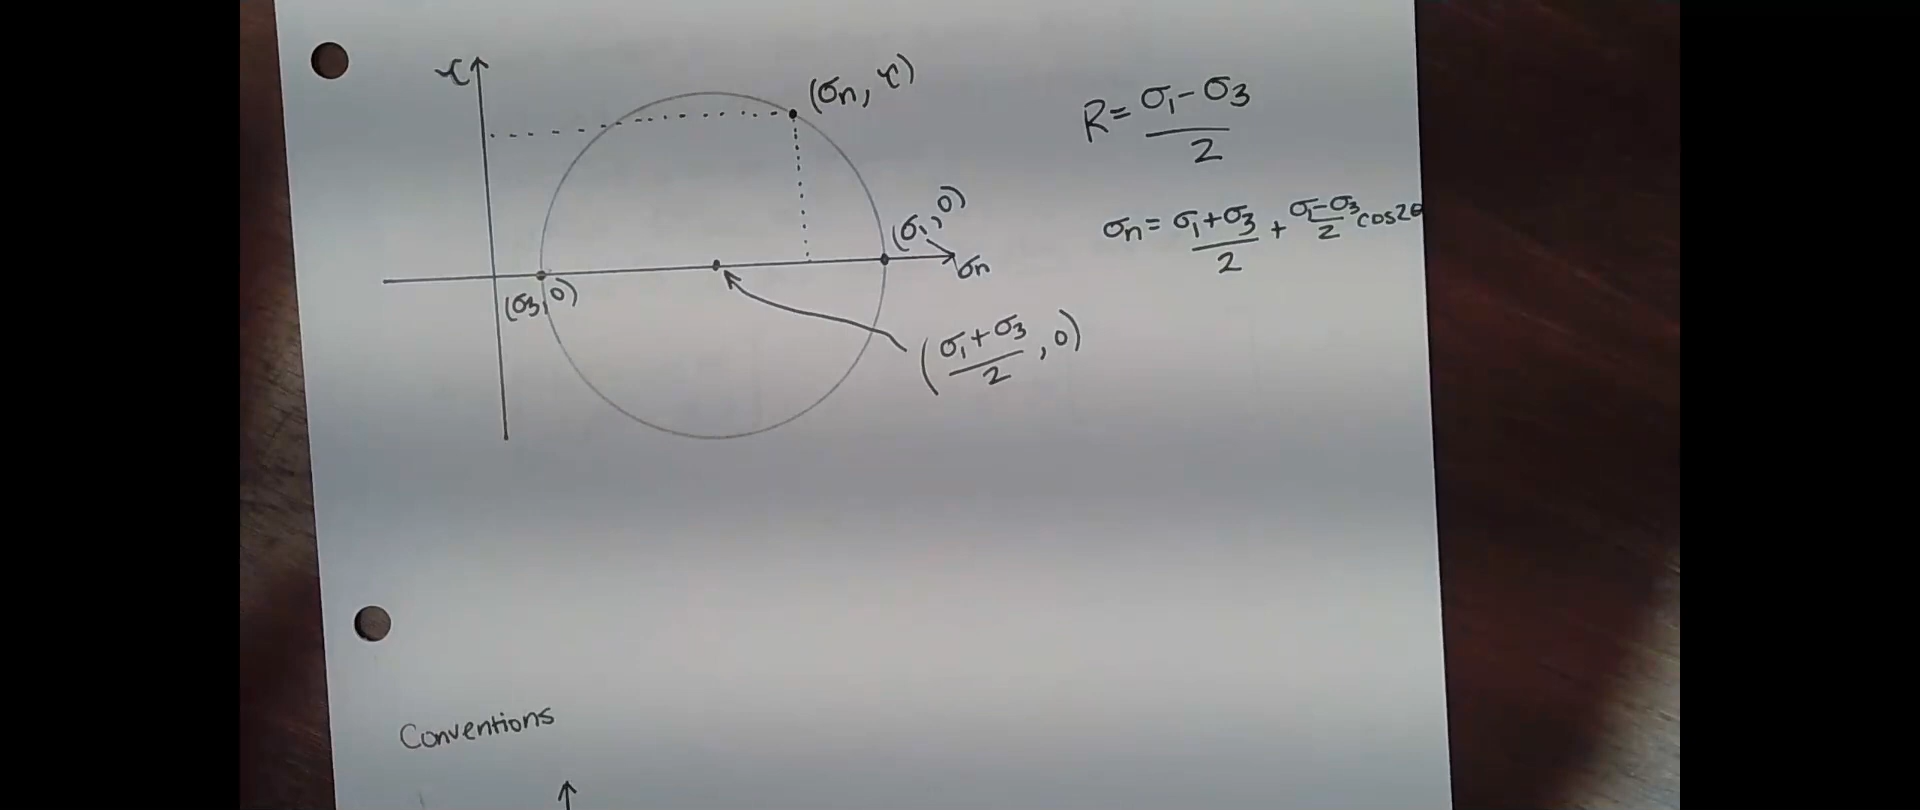 τ
(σn, τ)
R = σ₁ - σ₃ / 2
(σ₁, 0)
σn = σ₁ + σ₃ / 2 + σ₁ - σ₃ / 2 cos2θ
σn
(σ₃, 0)
(σ₁ + σ₃ / 2, 0)
Conventions